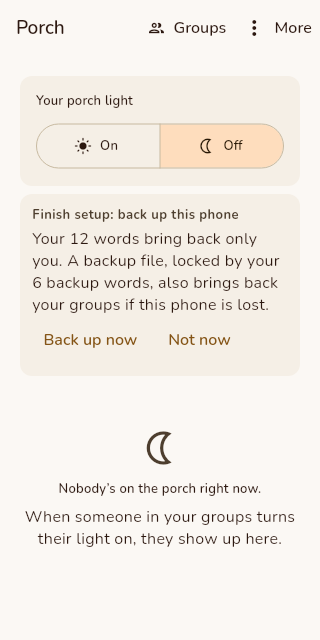 Porch
Groups
More
Your porch light
On
Off
Finish setup: back up this phone
Your 12 words bring back only
you. A backup file, locked by your
6 backup words, also brings back
your groups if this phone is lost.
Back up now
Not now
Nobody's on the porch right now.
When someone in your groups turns
their light on, they show up here.